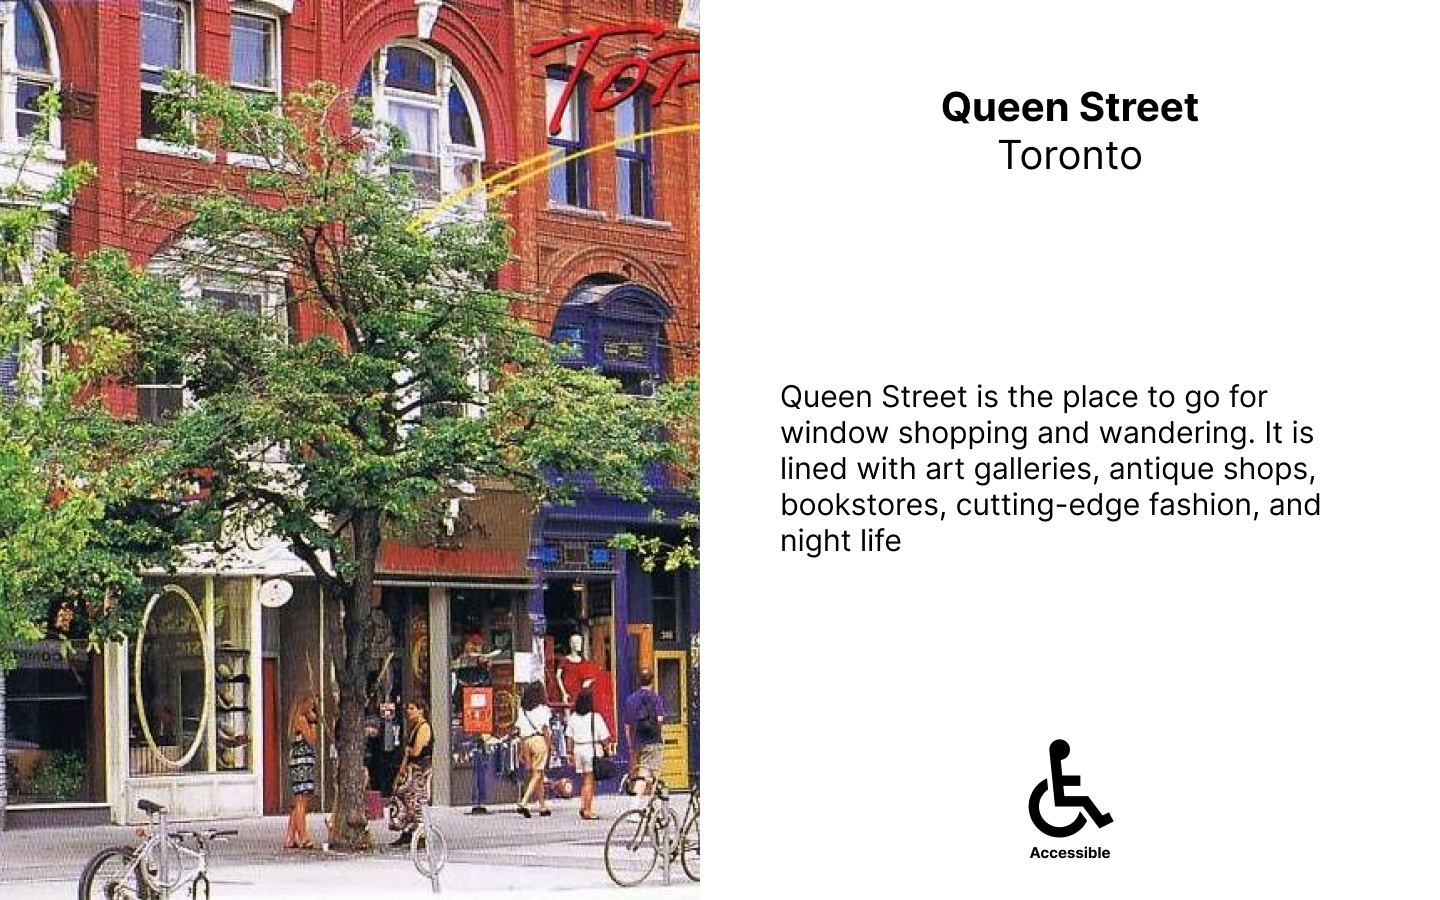 Tor
Queen Street
Toronto
Queen Street is the place to go for
window shopping and wandering. It is
lined with art galleries, antique shops,
bookstores, cutting-edge fashion, and
night life
Accessible